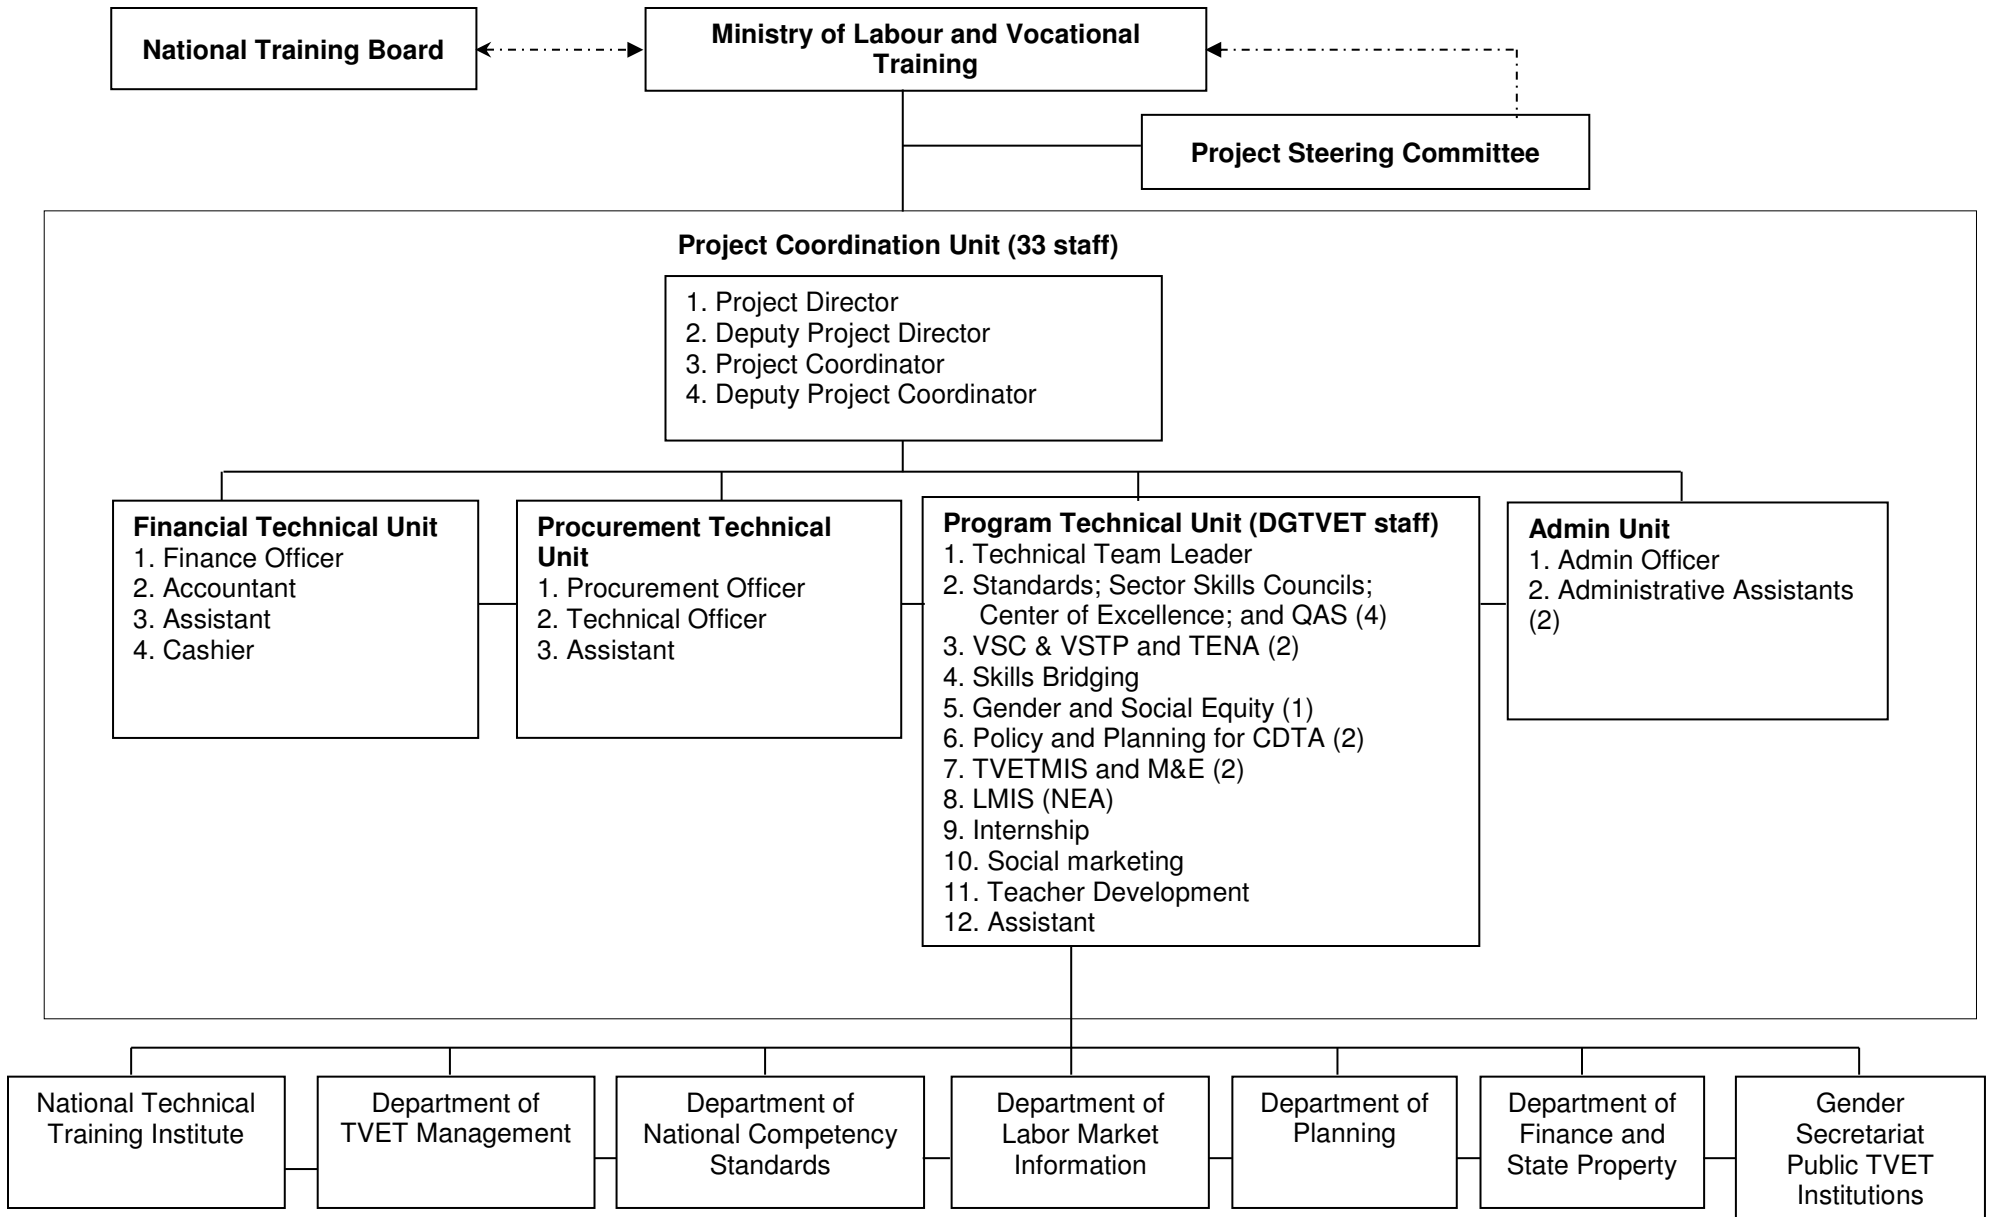 National Training Board
Ministry of Labour and Vocational
Training
Project Steering Committee
Project Coordination Unit (33 staff)
1. Project Director
2. Deputy Project Director
3. Project Coordinator
4. Deputy Project Coordinator
Financial Technical Unit
1. Finance Officer
2. Accountant
3. Assistant
4. Cashier
Procurement Technical
Unit
1. Procurement Officer
2. Technical Officer
3. Assistant
Program Technical Unit (DGTVET staff)
1. Technical Team Leader
2. Standards; Sector Skills Councils;
Center of Excellence; and QAS (4)
3. VSC & VSTP and TENA (2)
4. Skills Bridging
5. Gender and Social Equity (1)
6. Policy and Planning for CDTA (2)
7. TVETMIS and M&E (2)
8. LMIS (NEA)
9. Internship
10. Social marketing
11. Teacher Development
12. Assistant
Admin Unit
1. Admin Officer
2. Administrative Assistants
(2)
National Technical
Training Institute
Department of
TVET Management
Department of
National Competency
Standards
Department of
Labor Market
Information
Department of
Planning
Department of
Finance and
State Property
Gender
Secretariat
Public TVET
Institutions